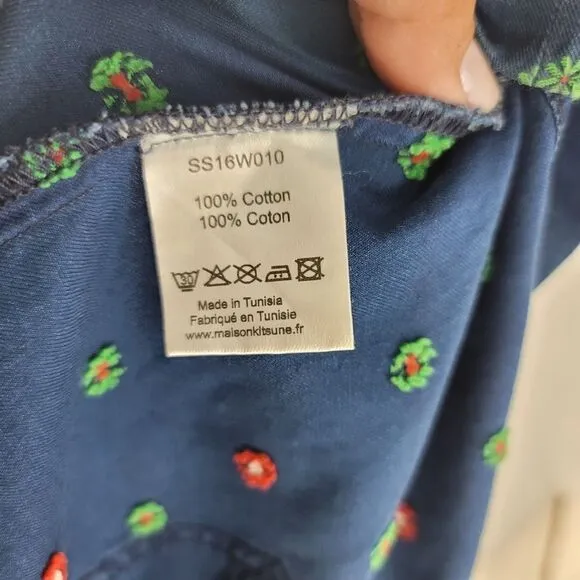 SS16W010
100% Cotton
100% Coton
30
Made in Tunisia
Fabriqué en Tunisie
www.maisonkitsune.fr